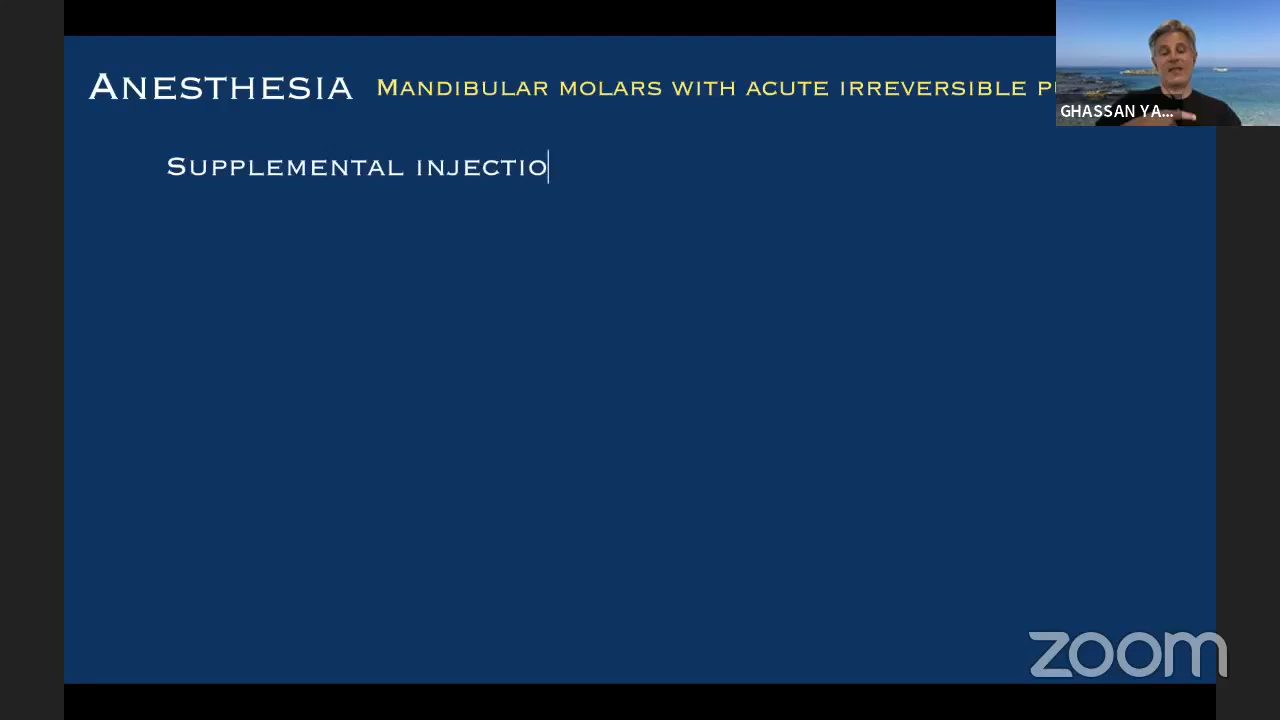 ANESTHESIA MANDIBULAR MOLARS WITH ACUTE IRREVERSIBLE
GHASSAN YA...
SUPPLEMENTAL INJECTIO
zoom